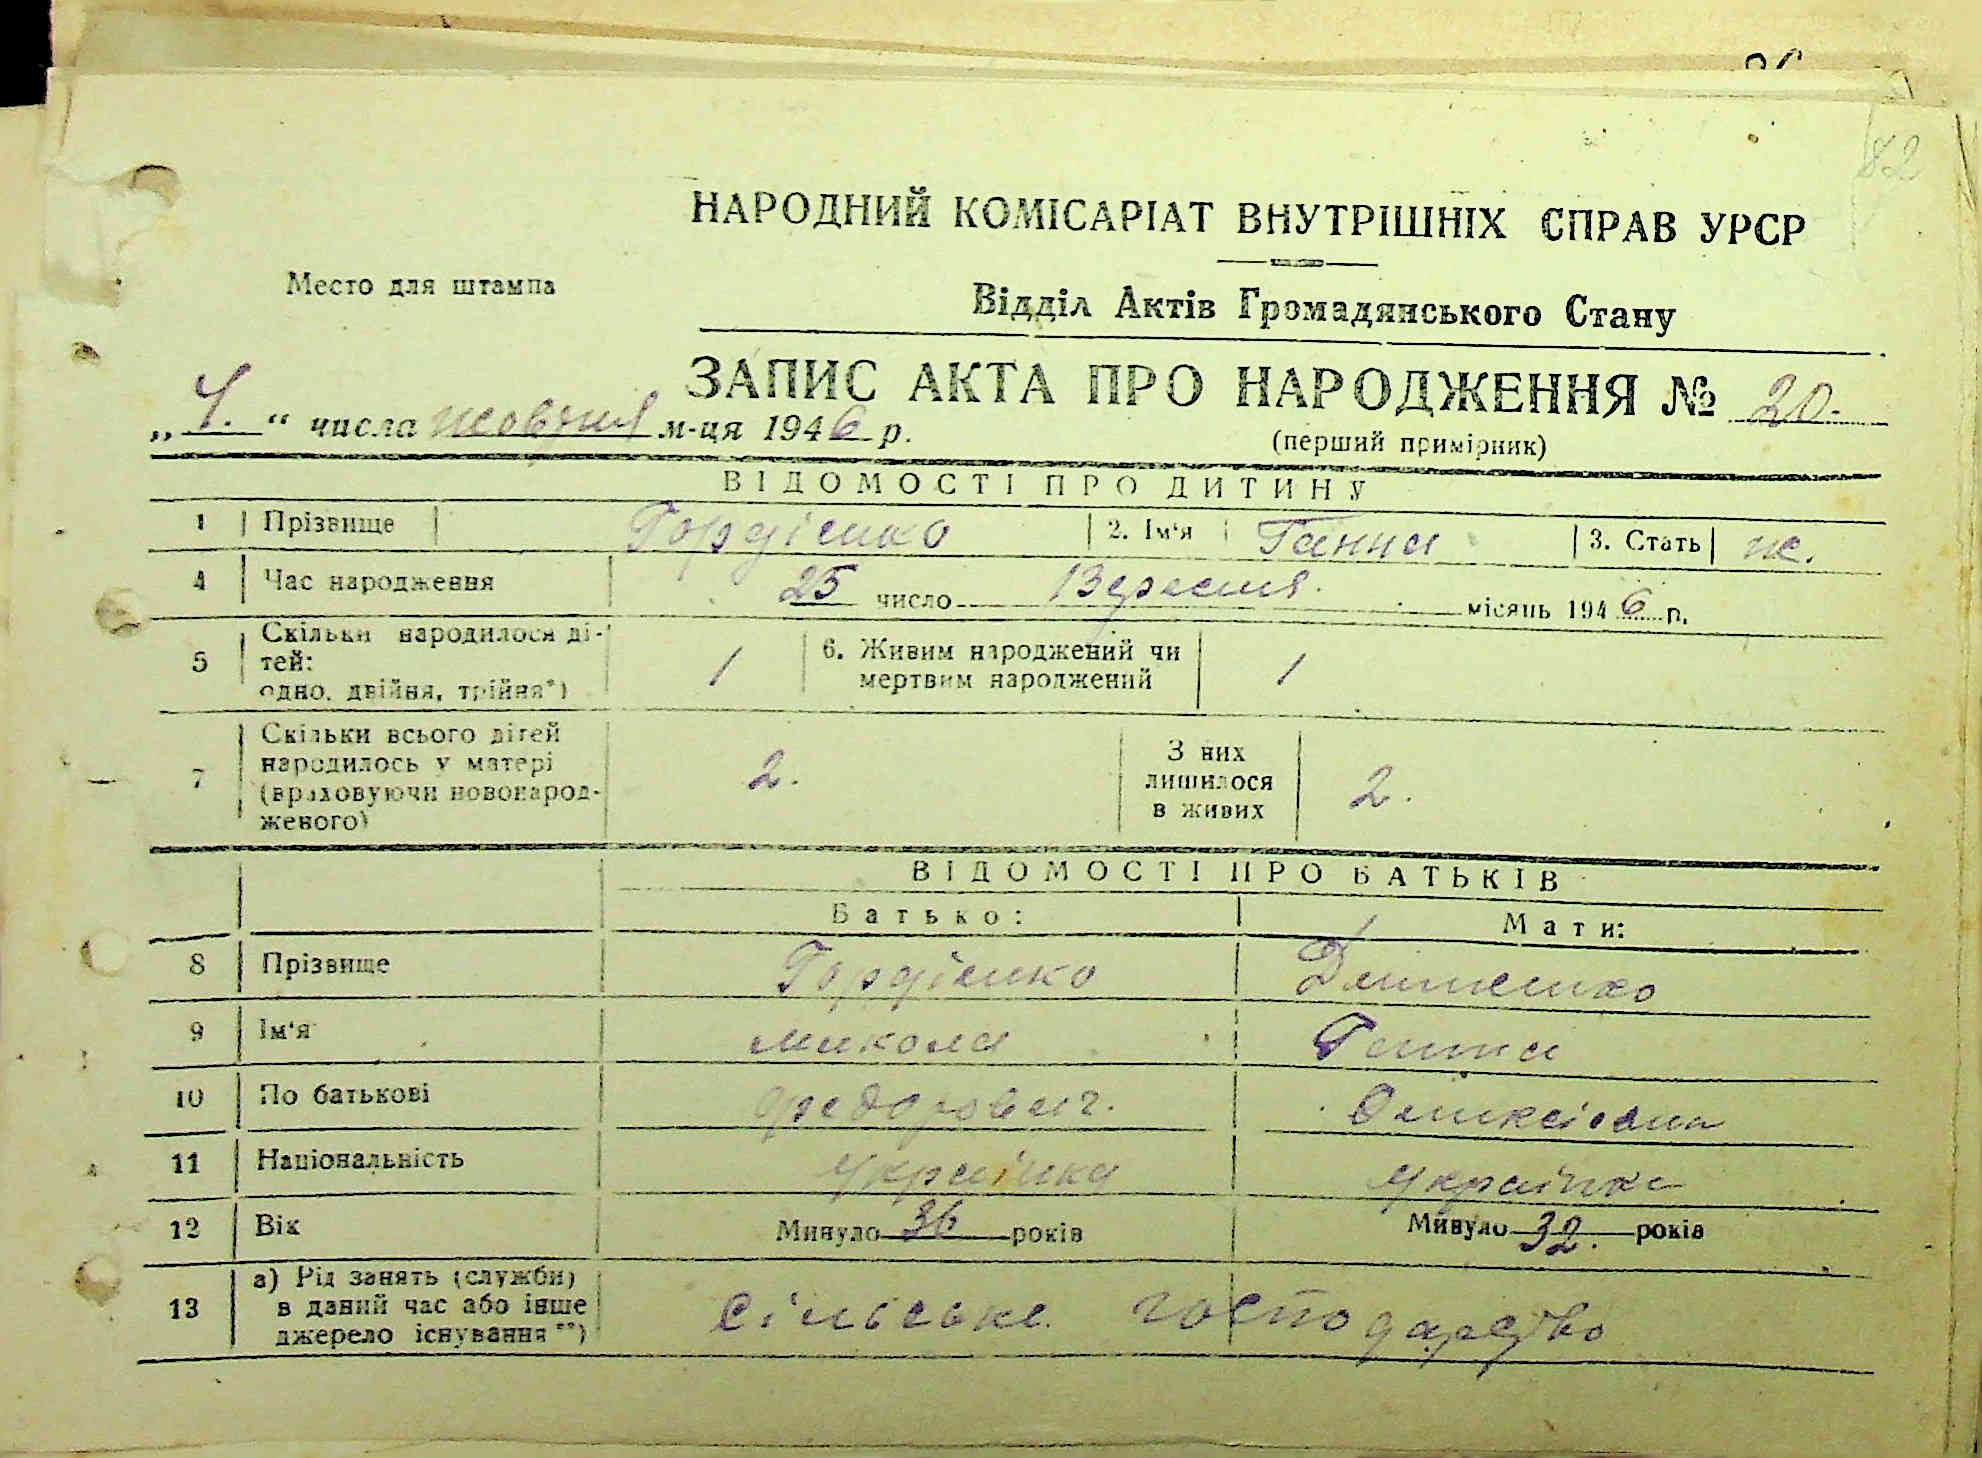 82
НАРОДНИЙ КОМІСАРІАТ ВНУТРІШНІХ СПРАВ УРСР
Место для штампа
Відділ Актів Громадянського Стану
ЗАПИС АКТА ПРО НАРОДЖЕННЯ № 20.
„4.“ числа жовтня м-ця 1946 р.
(перший примірник)
ВІДОМОСТІ ПРО ДИТИНУ
1 Прізвище Гордієнко 2. Ім'я Ганна 3. Стать ж.
4 Час народження 25 число Вересня місяць 1946 р.
5 Скільки народилося дітей: одно, двійня, трійня*) 1 6. Живим народжений чи мертвим народжений 1
7 Скільки всього дітей народилось у матері (враховуючи новонародженого) 2. З них лишилося в живих 2.
ВІДОМОСТІ ПРО БАТЬКІВ
Батько: Мати:
8 Прізвище Гордієнко
9 Ім'я Микола Ганна
10 По батькові Федорович.
11 Національність Українка Українка
12 Вік Минуло 36 років Минуло 32. років
13 а) Рід занять (служби) в даний час або інше джерело існування**) сільське господарство